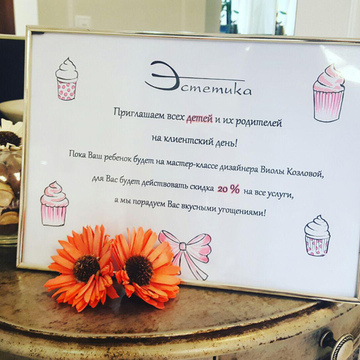 Эстетика
Приглашаем всех детей и их родителей
на клиентский день!
Пока Ваш ребенок будет на мастер-классе дизайнера Виолы Козловой,
для Вас будет действовать скидка 20 % на все услуги,
а мы порадуем Вас вкусными угощениями!